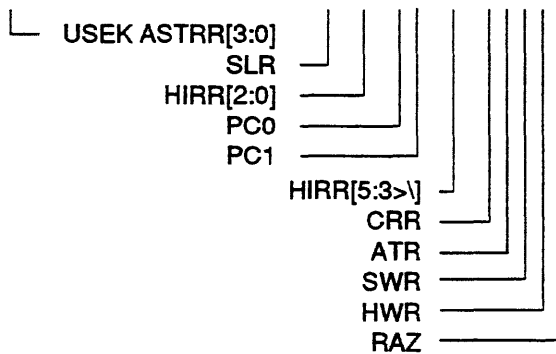 USEK ASTRR[3:0]
SLR
HIRR[2:0]
PC0
PC1
HIRR[5:3>\]
CRR
ATR
SWR
HWR
RAZ